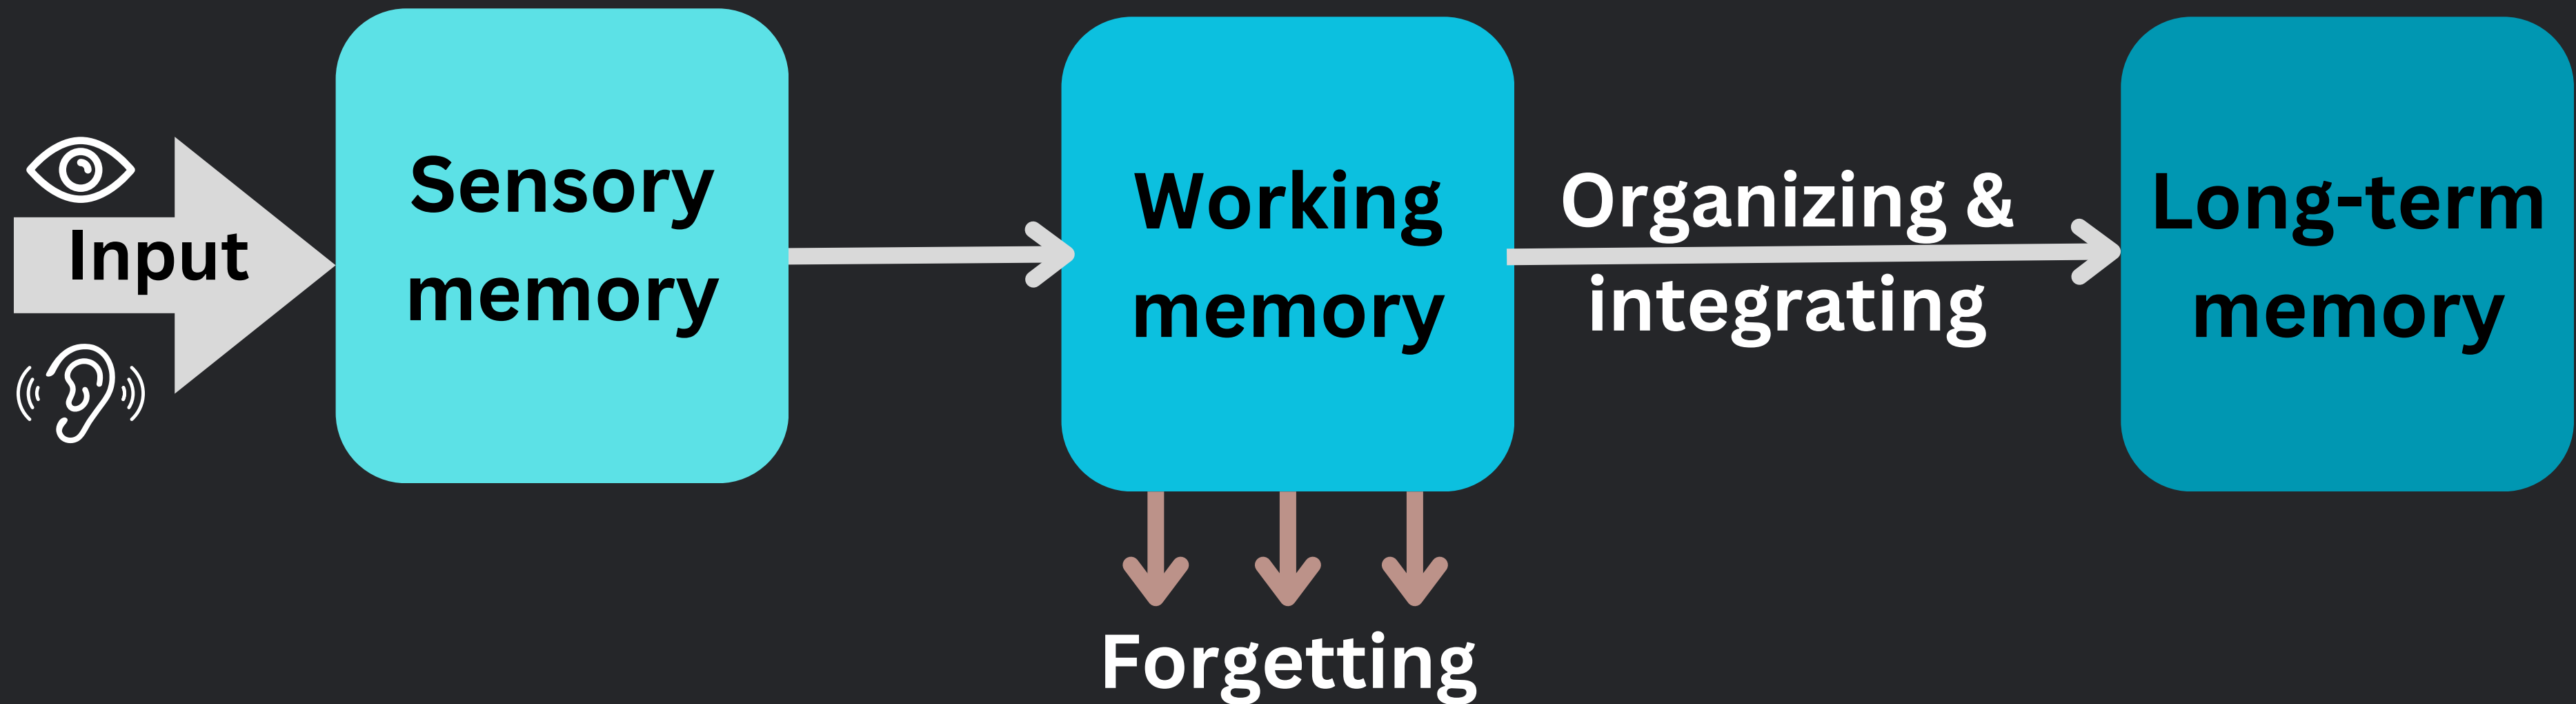 Input
Sensory
memory
Working
memory
Organizing &
integrating
Long-term
memory
Forgetting